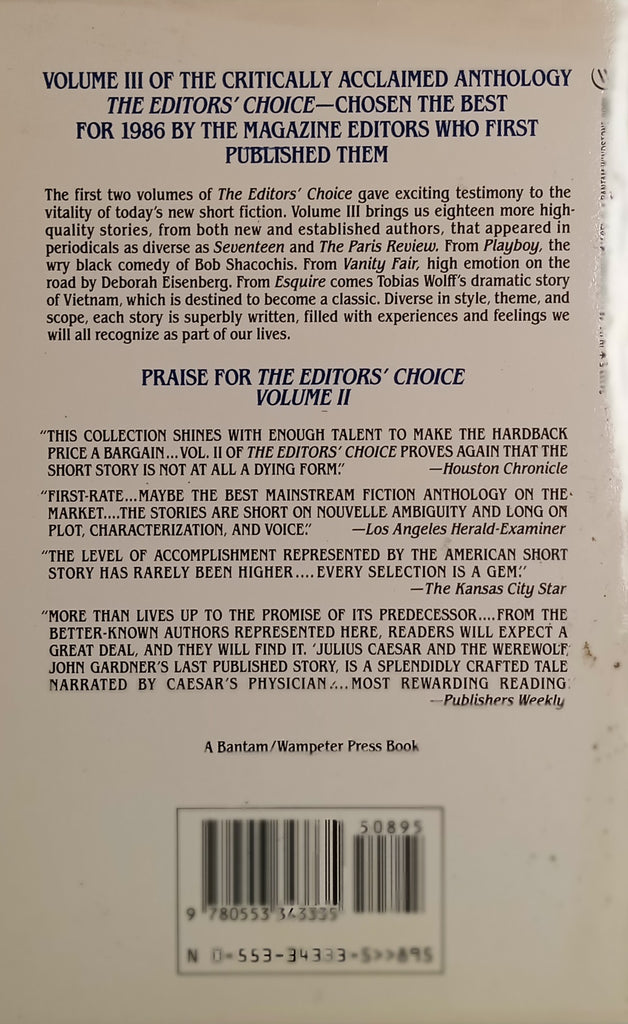 VOLUME III OF THE CRITICALLY ACCLAIMED ANTHOLOGY
THE EDITORS' CHOICE—CHOSEN THE BEST
FOR 1986 BY THE MAGAZINE EDITORS WHO FIRST
PUBLISHED THEM
The first two volumes of The Editors' Choice gave exciting testimony to the
vitality of today's new short fiction. Volume III brings us eighteen more high-
quality stories, from both new and established authors, that appeared in
periodicals as diverse as Seventeen and The Paris Review. From Playboy, the
wry black comedy of Bob Shacochis. From Vanity Fair, high emotion on the
road by Deborah Eisenberg. From Esquire comes Tobias Wolff's dramatic story
of Vietnam, which is destined to become a classic. Diverse in style, theme, and
scope, each story is superbly written, filled with experiences and feelings we
will all recognize as part of our lives.
PRAISE FOR THE EDITORS' CHOICE
VOLUME II
"THIS COLLECTION SHINES WITH ENOUGH TALENT TO MAKE THE HARDBACK
PRICE A BARGAIN...VOL. II OF THE EDITORS' CHOICE PROVES AGAIN THAT THE
SHORT STORY IS NOT AT ALL A DYING FORM." —Houston Chronicle
"FIRST-RATE...MAYBE THE BEST MAINSTREAM FICTION ANTHOLOGY ON THE
MARKET....THE STORIES ARE SHORT ON NOUVELLE AMBIGUITY AND LONG ON
PLOT, CHARACTERIZATION, AND VOICE." —Los Angeles Herald-Examiner
"THE LEVEL OF ACCOMPLISHMENT REPRESENTED BY THE AMERICAN SHORT
STORY HAS RARELY BEEN HIGHER....EVERY SELECTION IS A GEM."
—The Kansas City Star
"MORE THAN LIVES UP TO THE PROMISE OF ITS PREDECESSOR....FROM THE
BETTER-KNOWN AUTHORS REPRESENTED HERE, READERS WILL EXPECT A
GREAT DEAL, AND THEY WILL FIND IT. 'JULIUS CAESAR AND THE WEREWOLF,'
JOHN GARDNER'S LAST PUBLISHED STORY, IS A SPLENDIDLY CRAFTED TALE
NARRATED BY CAESAR'S PHYSICIAN....MOST REWARDING READING.
—Publishers Weekly
A Bantam/Wampeter Press Book
50895
9 780553 343335
N 0-553-34333-5>>895